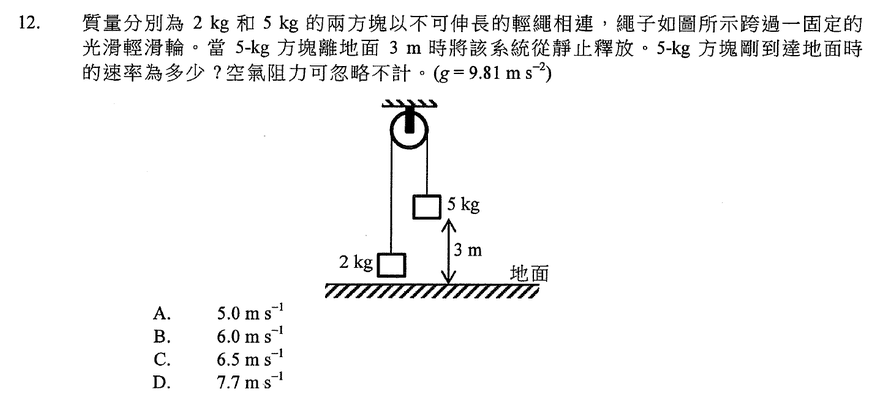 12. 質量分別為 2 kg 和 5 kg 的兩方塊以不可伸長的輕繩相連，繩子如圖所示跨過一固定的
光滑輕滑輪。當 5-kg 方塊離地面 3 m 時將該系統從靜止釋放。5-kg 方塊剛到達地面時
的速率為多少？空氣阻力可忽略不計。(g = 9.81 m s⁻²)
5 kg
3 m
2 kg
地面
A. 5.0 m s⁻¹
B. 6.0 m s⁻¹
C. 6.5 m s⁻¹
D. 7.7 m s⁻¹